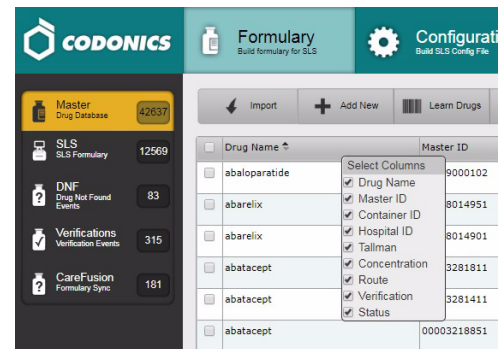 CODONICS
Formulary
Build formulary for SLS
Configurati
Build SLS Config File
Master
Drug Database
42637
SLS
SLS Formulary
12569
DNF
Drug Not Found
Events
83
Verifications
Verification Events
315
CareFusion
Formulary Sync
181
Import
Add New
Learn Drugs
Drug Name
Master ID
abaloparatide
9000102
abarelix
8014951
abarelix
8014901
abatacept
3281811
abatacept
3281411
abatacept
00003218851
Select Columns
Drug Name
Master ID
Container ID
Hospital ID
Tallman
Concentration
Route
Verification
Status